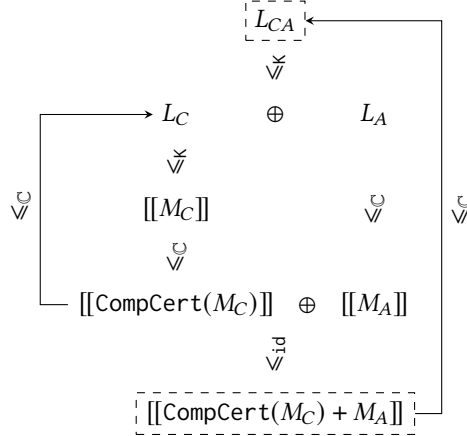 L_CA
⩽_K
L_C ⊕ L_A
⩽_K
⩽_ℂ [[M_C]] ⩽_ℂ ⩽_ℂ
⩽_ℂ
[[CompCert(M_C)]] ⊕ [[M_A]]
⩽_id
[[CompCert(M_C) + M_A]]